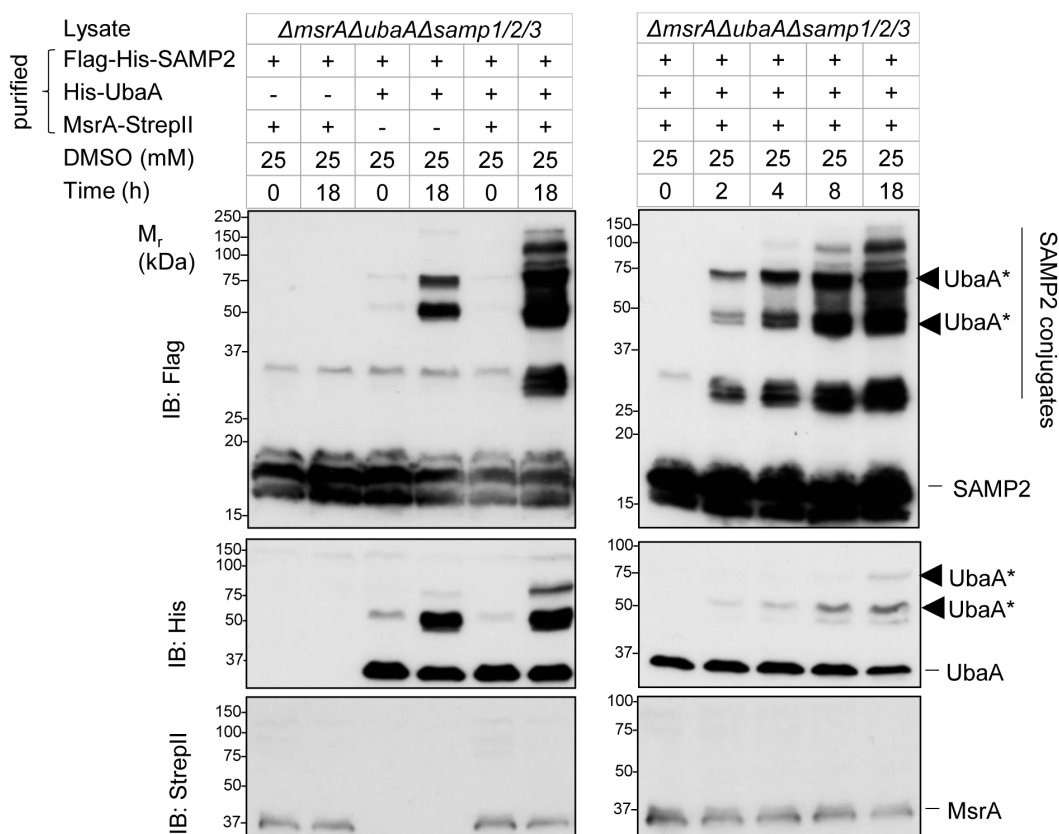 Lysate ΔmsrAΔubaAΔsamp1/2/3 ΔmsrAΔubaAΔsamp1/2/3
purified
Flag-His-SAMP2 + + + + + + + + + + +
His-UbaA - - + + + + + + + + +
MsrA-StrepII + + - - + + + + + + +
DMSO (mM) 25 25 25 25 25 25 25 25 25 25 25
Time (h) 0 18 0 18 0 18 0 2 4 8 18
Mr
(kDa)
IB: Flag
250
150
100
75
50
37
25
20
15
150
100
75
50
37
25
20
15
UbaA*
UbaA*
SAMP2 conjugates
SAMP2
IB: His
150
100
75
50
37
100
75
50
37
UbaA*
UbaA*
UbaA
IB: StrepII
150
100
75
50
37
100
75
50
37
MsrA